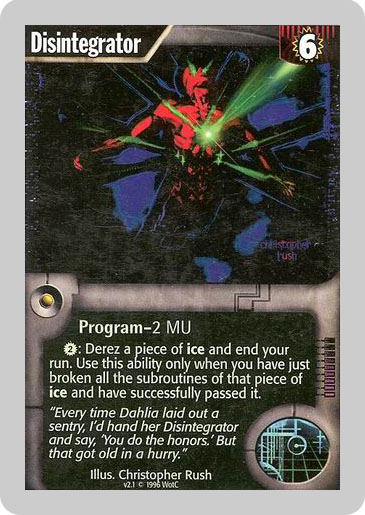 Disintegrator
6
christopher
rush
Program–2 MU
2: Derez a piece of ice and end your
run. Use this ability only when you have just
broken all the subroutines of that piece of
ice and have successfully passed it.
"Every time Dahlia laid out a
sentry, I'd hand her Disintegrator
and say, 'You do the honors.' But
that got old in a hurry."
Illus. Christopher Rush
v2.1 © 1996 WotC